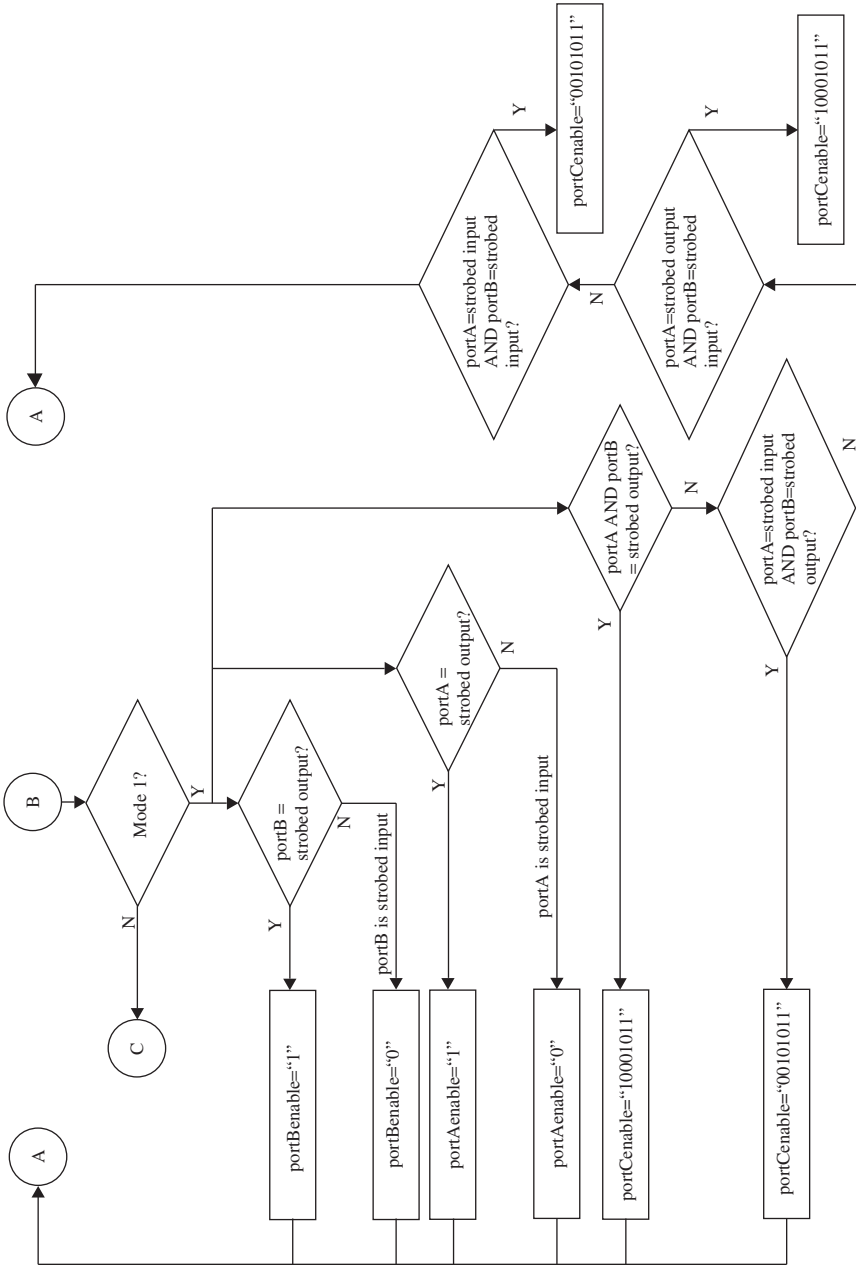 A
B
Mode 1?
N
Y
C
portB =
strobed output?
Y
N
portBenable=“1”
portB is strobed input
portBenable=“0”
portA =
strobed output?
Y
N
portAenable=“1”
portA is strobed input
portAenable=“0”
portA AND portB
= strobed output?
Y
N
portCenable=“10001011”
portA=strobed input
AND portB=strobed
output?
Y
N
portCenable=“00101011”
A
portA=strobed input
AND portB=strobed
input?
Y
portCenable=“00101011”
N
portA=strobed output
AND portB=strobed
input?
Y
portCenable=“10001011”